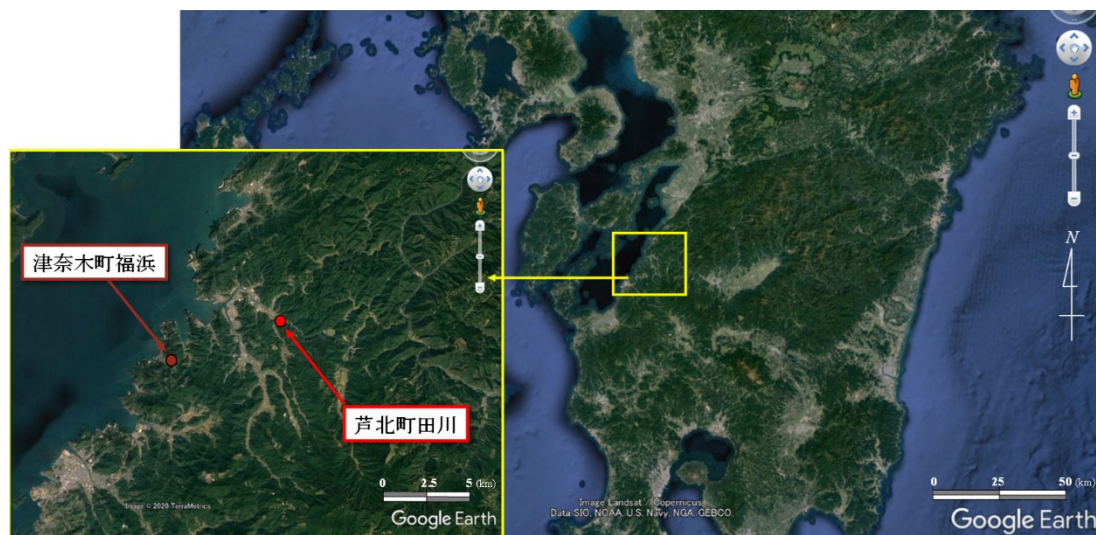 津奈木町福浜
芦北町田川
0 2.5 5 (km)
Image © 2020 TerraMetrics
Google Earth
N
Image Landsat / Copernicus
Data SIO, NOAA, U.S. Navy, NGA, GEBCO
0 25 50 (km)
Google Earth